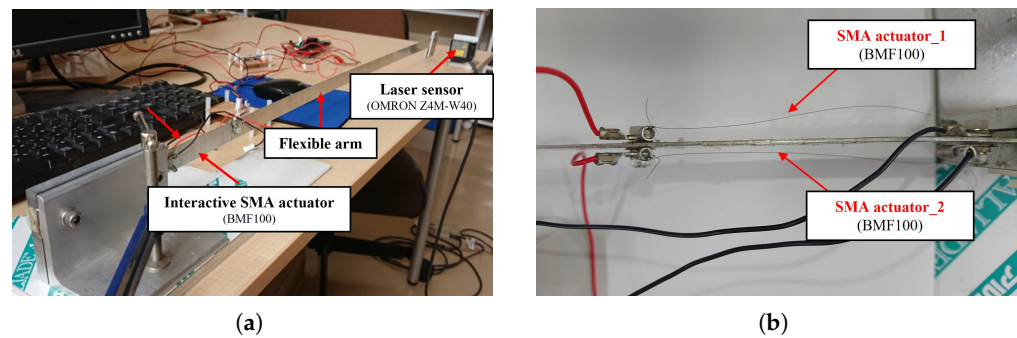 Laser sensor
(OMRON Z4M-W40)
Flexible arm
Interactive SMA actuator
(BMF100)
SMA actuator_1
(BMF100)
SMA actuator_2
(BMF100)
(a)
(b)